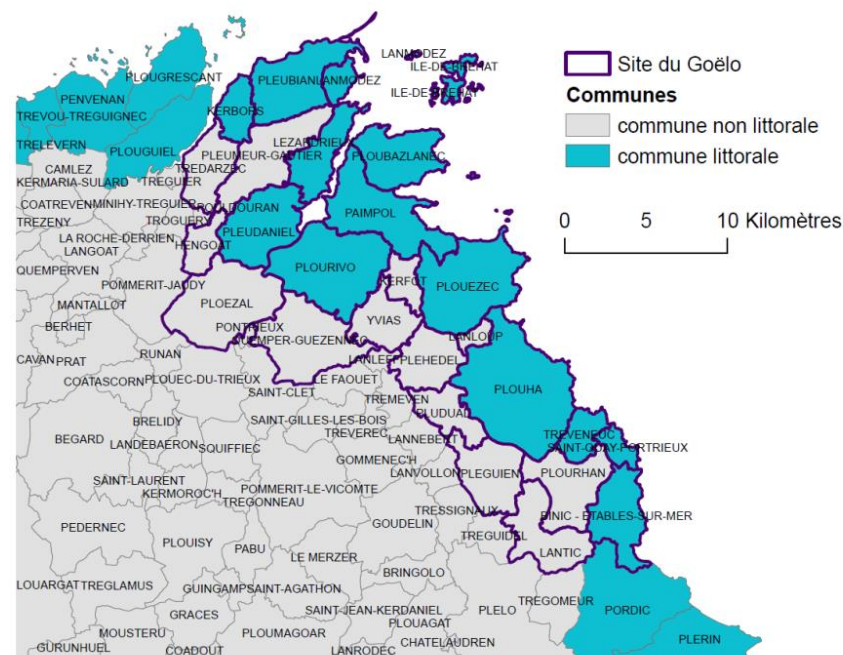 LANMODEZ
ILE-DE-BREHAT
ILE-DE-BREHAT
Site du Goëlo
Communes
commune non littorale
commune littorale
0 5 10 Kilomètres
PLOUGRESCANT
PENVENAN
TREVOU-TREGUIGNEC
TRELEVERN
PLOUGUIEL
KERBORS
PLEUBIAN
LANMODEZ
LEZARDRIEUX
PLEUMEUR-GAUTIER
TREDARZEC
PLOUBAZLANEC
CAMLEZ
KERMARIA-SULARD
TREGUIER
COATREVEN
MINIHY-TREGUIER
TREZENY
TROGUERY
POULDOURAN
PLEUDANIEL
PAIMPOL
LA ROCHE-DERRIEN
LANGOAT
HENGOAT
QUEMPERVEN
POMMERIT-JAUDY
PLOURIVO
KERFOT
PLOUEZEC
MANTALLOT
PLOEZAL
BERHET
PONTRIEUX
QUEMPER-GUEZENNEC
YVIAS
LANLOUP
CAVAN
PRAT
RUNAN
LANLEFF
PLEHEDEL
COATASCORN
PLOUEC-DU-TRIEUX
LE FAOUET
SAINT-CLET
TREMEVEN
PLOUHA
BRELIDY
SAINT-GILLES-LES-BOIS
PLUDUAL
TREVEREC
LANNEBERT
TREVENEUC
SAINT-QUAY-PORTRIEUX
BEGARD
LANDEBAERON
SQUIFFIEC
GOMMENEC'H
LANVOLLON
PLEGUIEN
PLOURHAN
SAINT-LAURENT
KERMOROC'H
POMMERIT-LE-VICOMTE
TREGONNEAU
TRESSIGNAUX
BINIC - ETABLES-SUR-MER
PEDERNEC
GOUDELIN
TREGUIDEL
PLOUISY
PABU
LE MERZER
LANTIC
LOUARGAT
TREGLAMUS
GUINGAMP
SAINT-AGATHON
BRINGOLO
TREGOMEUR
GRACES
SAINT-JEAN-KERDANIEL
PLELO
PORDIC
MOUSTERU
PLOUMAGOAR
PLOUAGAT
GURUNHUEL
COADOUT
LANRODEC
CHATELAUDREN
PLERIN